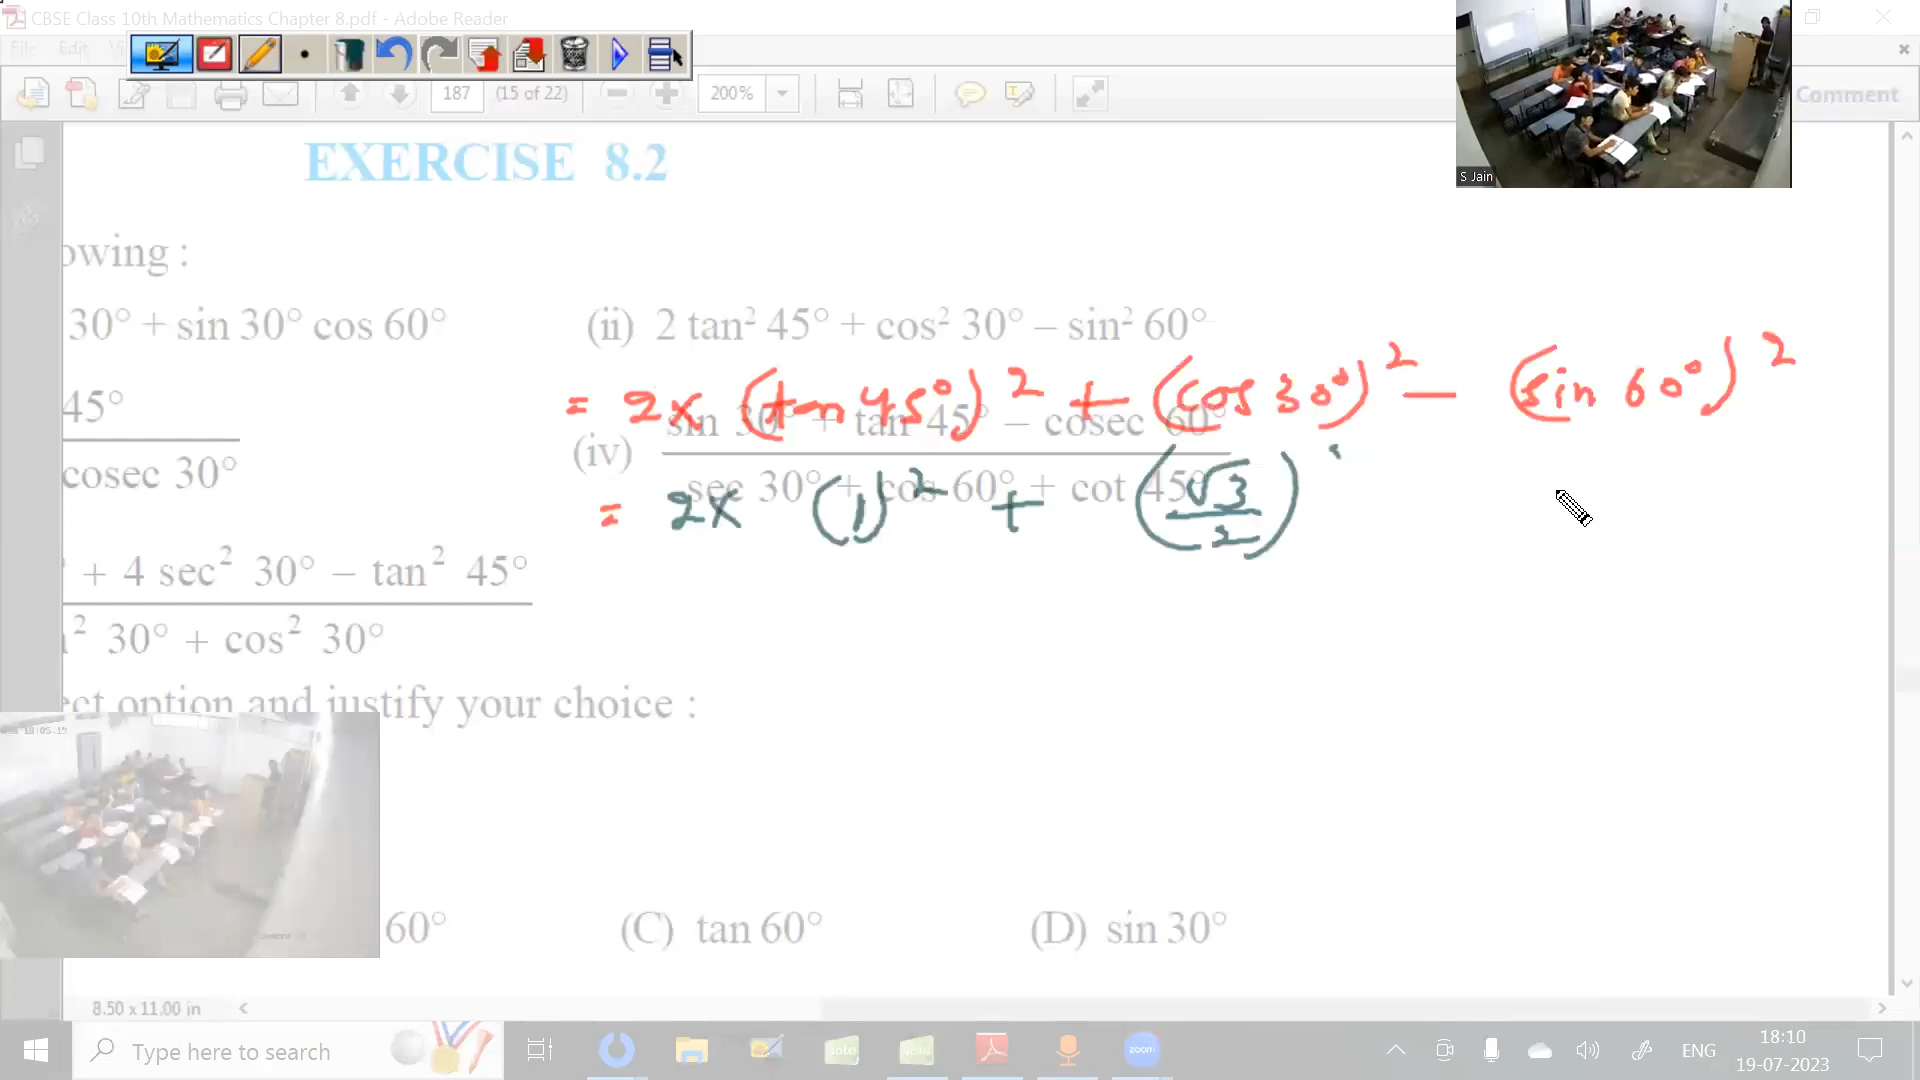 CBSE Class 10th Mathematics Chapter 8.pdf - Adobe Reader
File Edit
187 (15 of 22) 200% Comment
S Jain
EXERCISE 8.2
owing :
30° + sin 30° cos 60° (ii) 2 tan² 45° + cos² 30° – sin² 60°
= 2x (tan 45°)² + (cos 30°)² – (sin 60°)²
45°
cosec 30°
(iv) sin 30° + tan 45° – cosec 60°
sec 30° + cos 60° + cot 45°
= 2x (1)² + (√3/2)
+ 4 sec² 30° – tan² 45°
² 30° + cos² 30°
ect option and justify your choice :
60° (C) tan 60° (D) sin 30°
8.50 x 11.00 in
Type here to search
zoom
ENG
18:10
19-07-2023